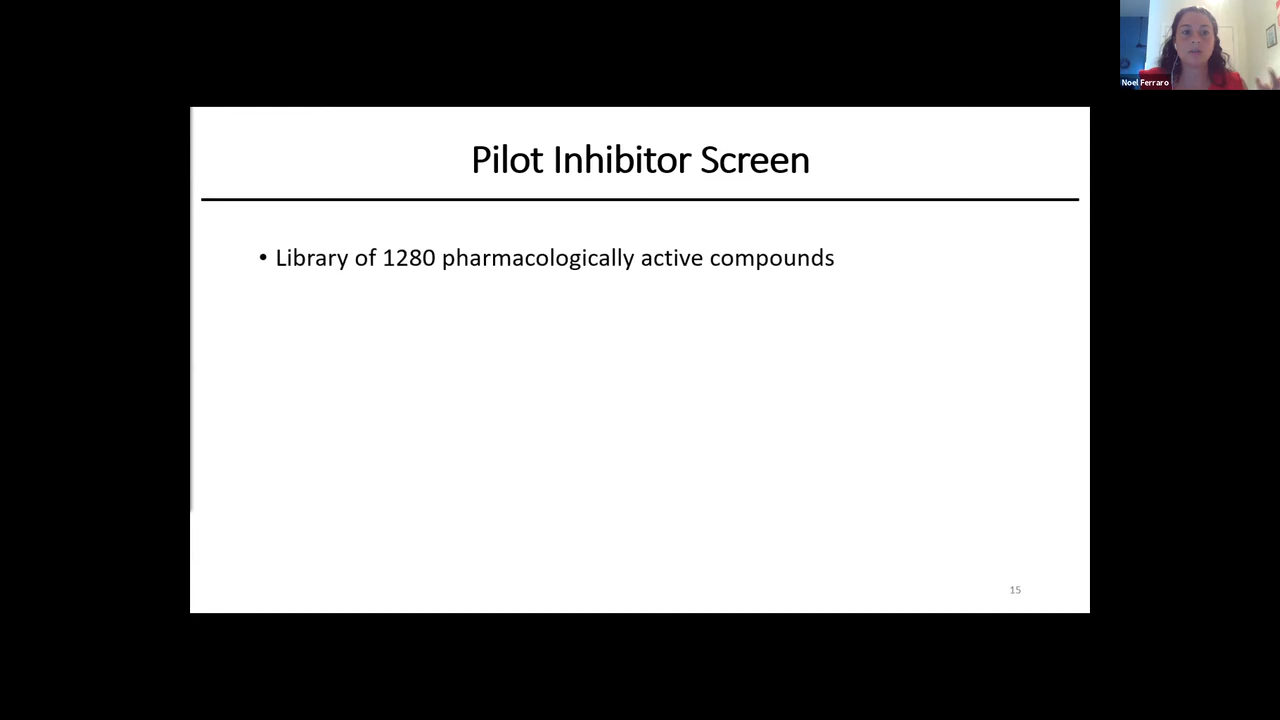 Noel Ferraro
Pilot Inhibitor Screen
• Library of 1280 pharmacologically active compounds
15